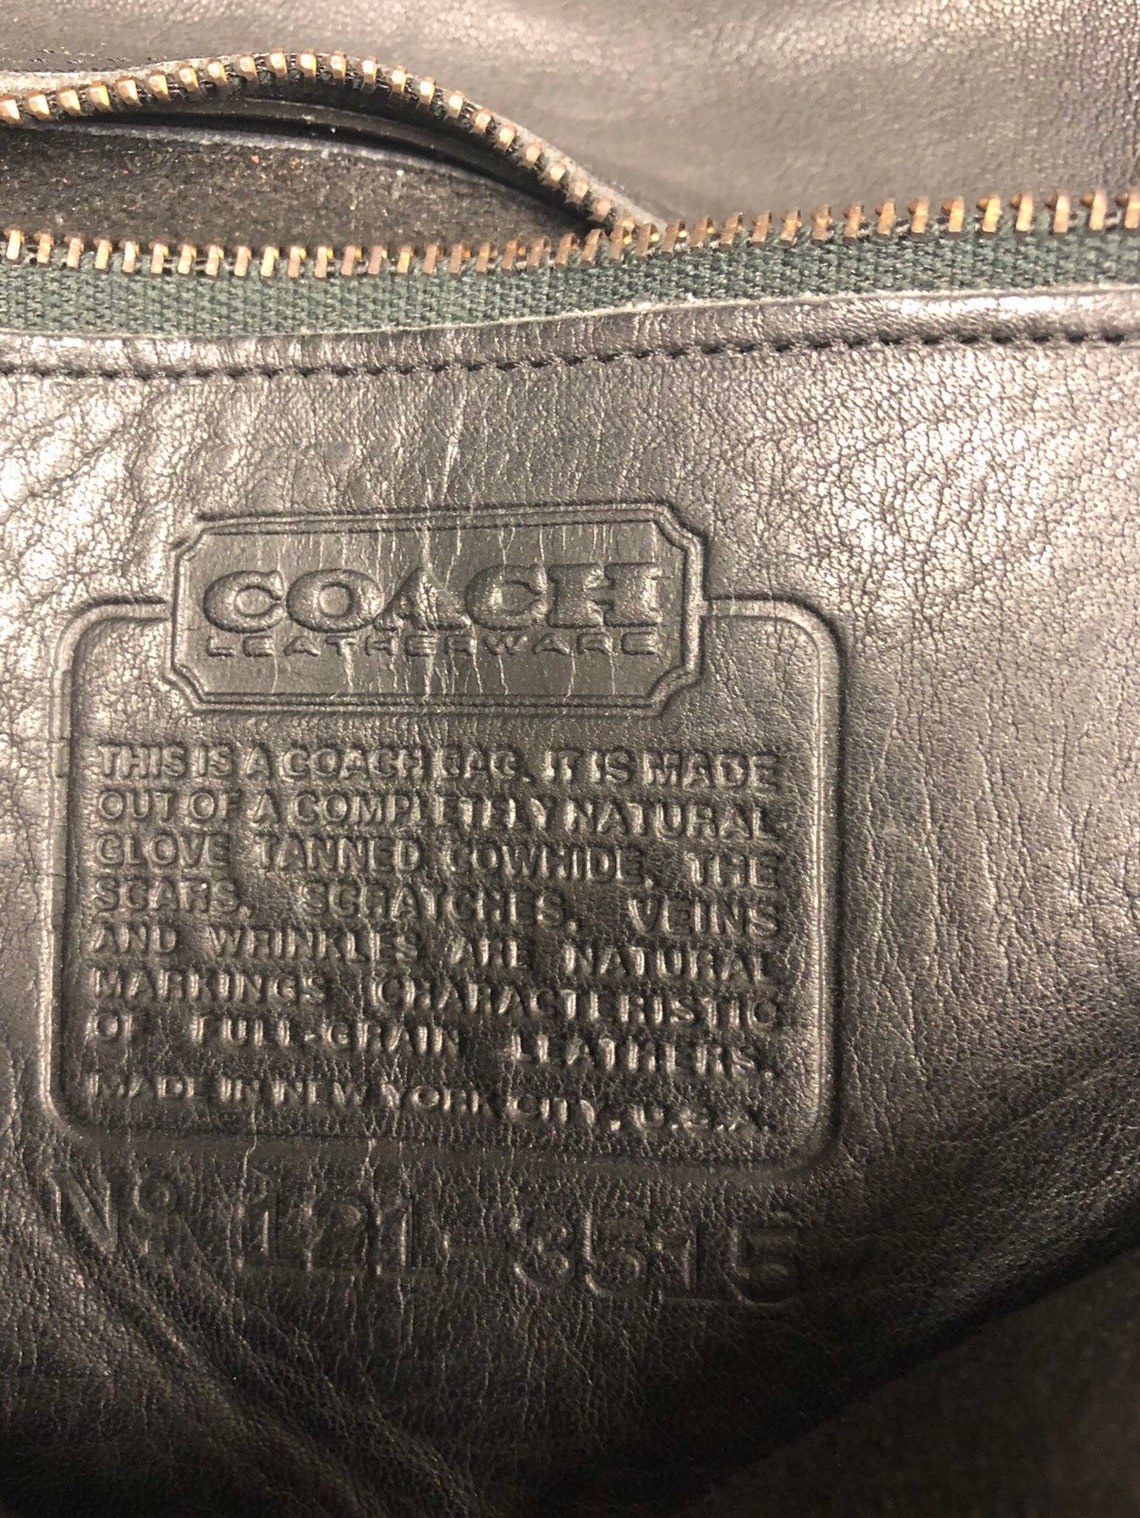 COACH
LEATHERWARE
THIS IS A COACH BAG. IT IS MADE
OUT OF A COMPLETELY NATURAL
GLOVE TANNED COWHIDE. THE
SCARS, SCRATCHES, VEINS
AND WRINKLES ARE NATURAL
MARKINGS CHARACTERISTIC
OF FULL-GRAIN LEATHERS.
MADE IN NEW YORK CITY, U.S.A.
No 121-3515